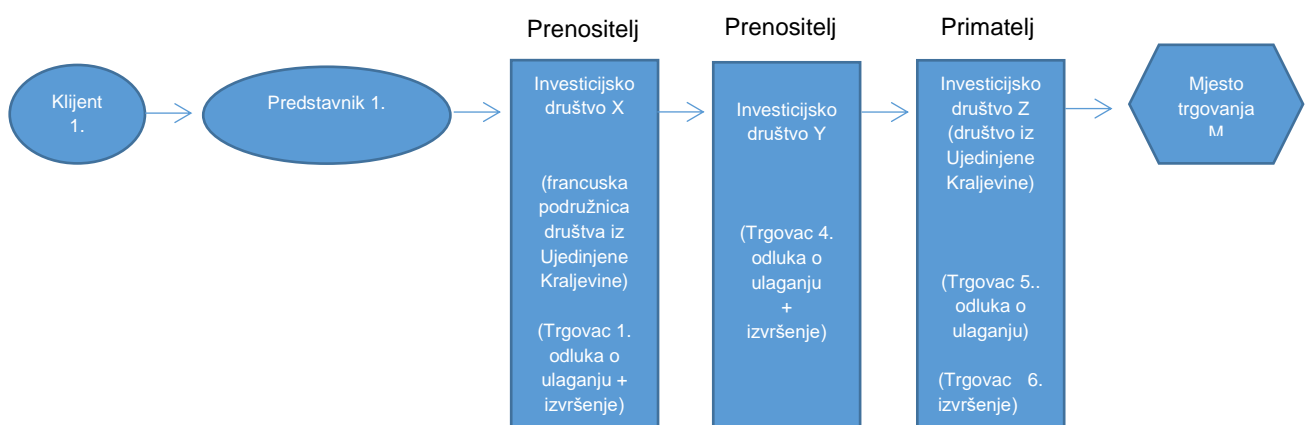 Prenositelj
Prenositelj
Primatelj
Klijent
1.
Predstavnik 1.
Investicijsko
društvo X
(francuska
podružnica
društva iz
Ujedinjene
Kraljevine)
(Trgovac 1.
odluka o
ulaganju +
izvršenje)
Investicijsko
društvo Y
(Trgovac 4.
odluka o
ulaganju
+
izvršenje)
Investicijsko
društvo Z
(društvo iz
Ujedinjene
Kraljevine)
(Trgovac 5..
odluka o
ulaganju)
(Trgovac 6.
izvršenje)
Mjesto
trgovanja
M